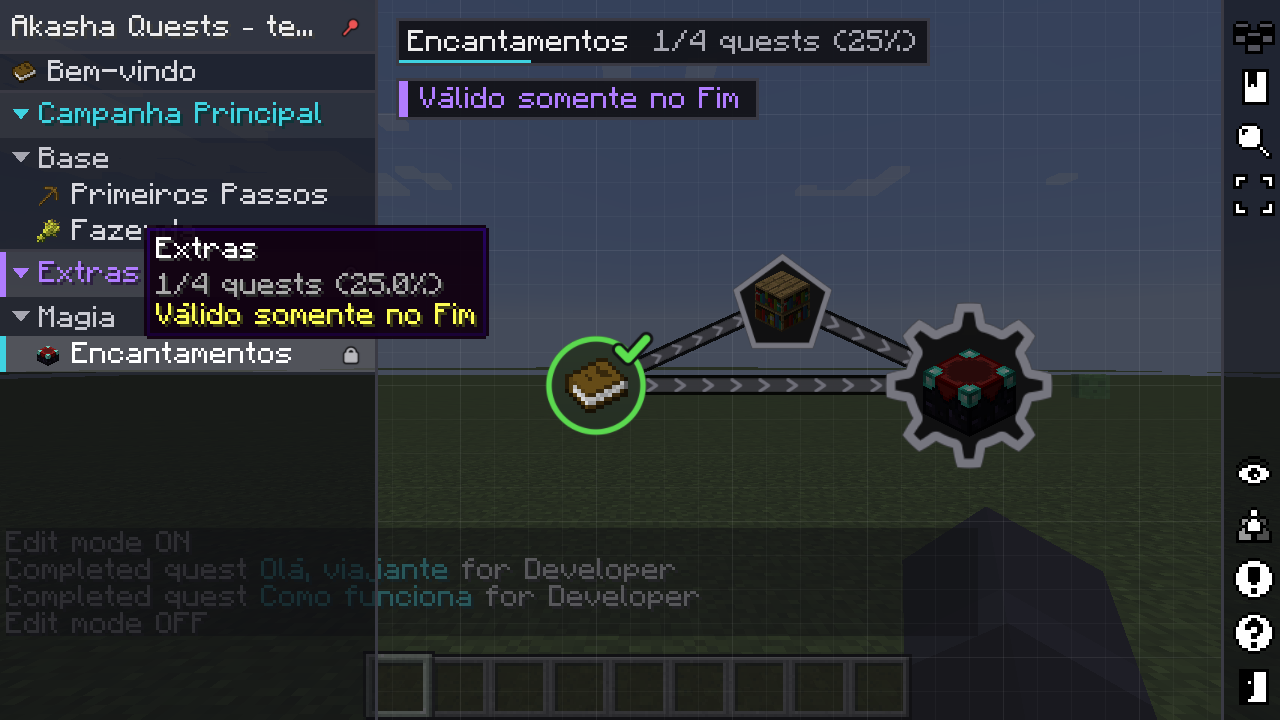 Akasha Quests - te...
Bem-vindo
Campanha Principal
Base
Primeiros Passos
Extras
Magia
Encantamentos
Extras
1/4 quests (25.0%)
Válido somente no Fim
Encantamentos 1/4 quests (25%)
Válido somente no Fim
Edit mode ON
Completed quest Olá, viajante for Developer
Completed quest Como funciona for Developer
Edit mode OFF